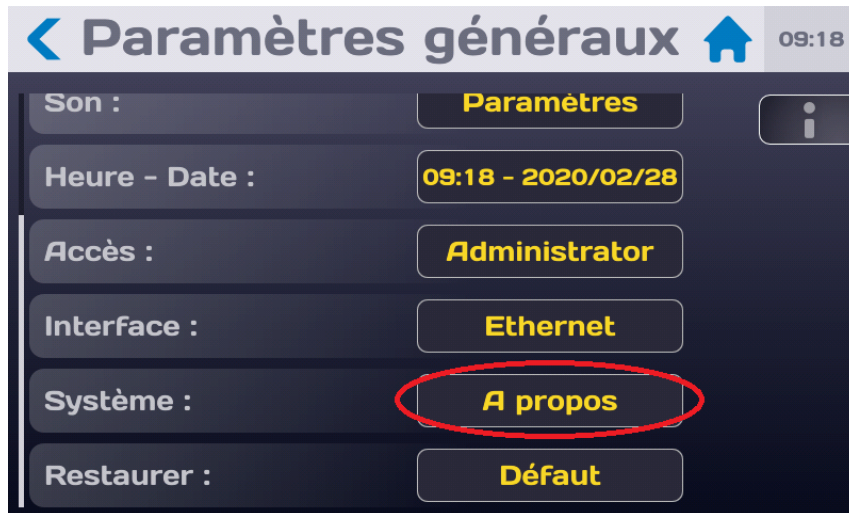 Paramètres généraux 09:18
Son : Paramètres
Heure - Date : 09:18 - 2020/02/28
Accès : Administrator
Interface : Ethernet
Système : A propos
Restaurer : Défaut